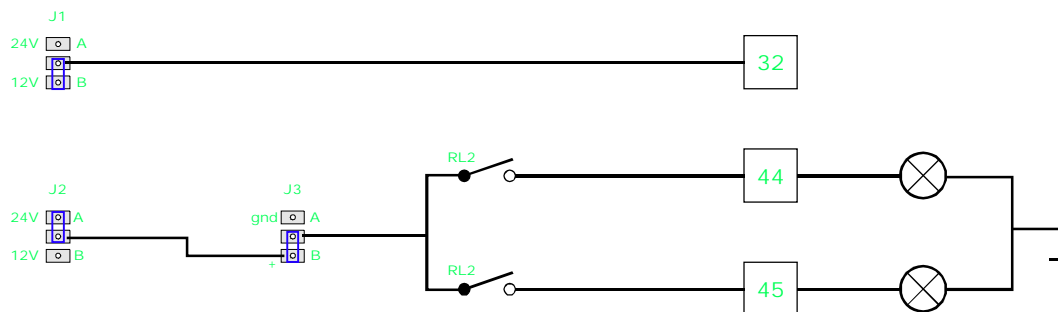 J1
24V A
32
12V B
RL2
44
J2 J3
24V A gnd A
12V B + B
RL2
45